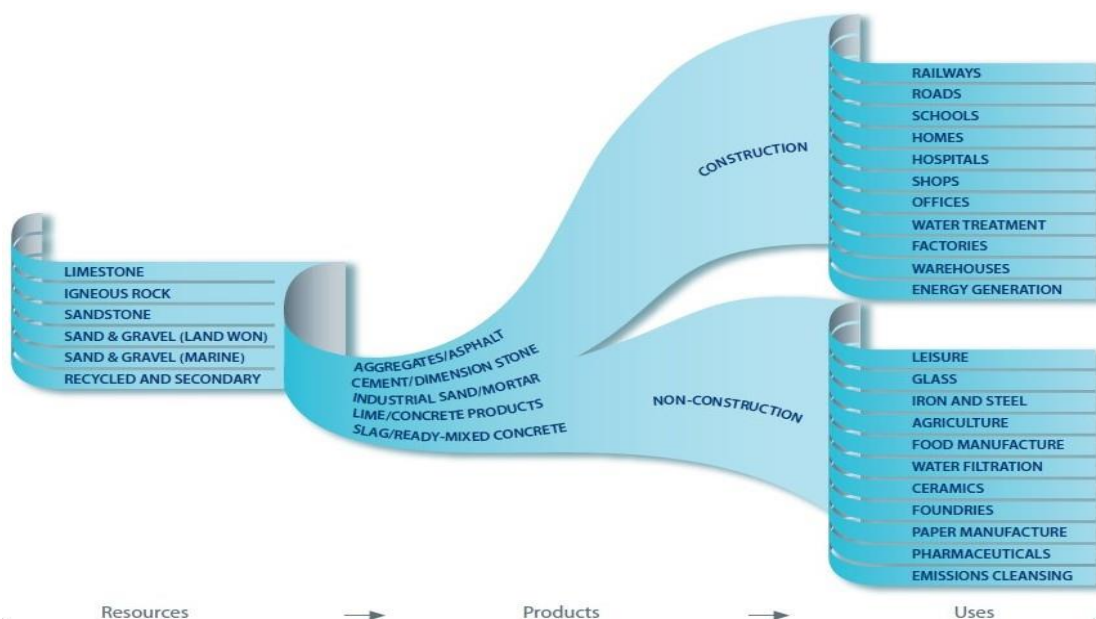 LIMESTONE
IGNEOUS ROCK
SANDSTONE
SAND & GRAVEL (LAND WON)
SAND & GRAVEL (MARINE)
RECYCLED AND SECONDARY
AGGREGATES/ASPHALT
CEMENT/DIMENSION STONE
INDUSTRIAL SAND/MORTAR
LIME/CONCRETE PRODUCTS
SLAG/READY-MIXED CONCRETE
CONSTRUCTION
NON-CONSTRUCTION
RAILWAYS
ROADS
SCHOOLS
HOMES
HOSPITALS
SHOPS
OFFICES
WATER TREATMENT
FACTORIES
WAREHOUSES
ENERGY GENERATION
LEISURE
GLASS
IRON AND STEEL
AGRICULTURE
FOOD MANUFACTURE
WATER FILTRATION
CERAMICS
FOUNDRIES
PAPER MANUFACTURE
PHARMACEUTICALS
EMISSIONS CLEANSING
Resources → Products → Uses